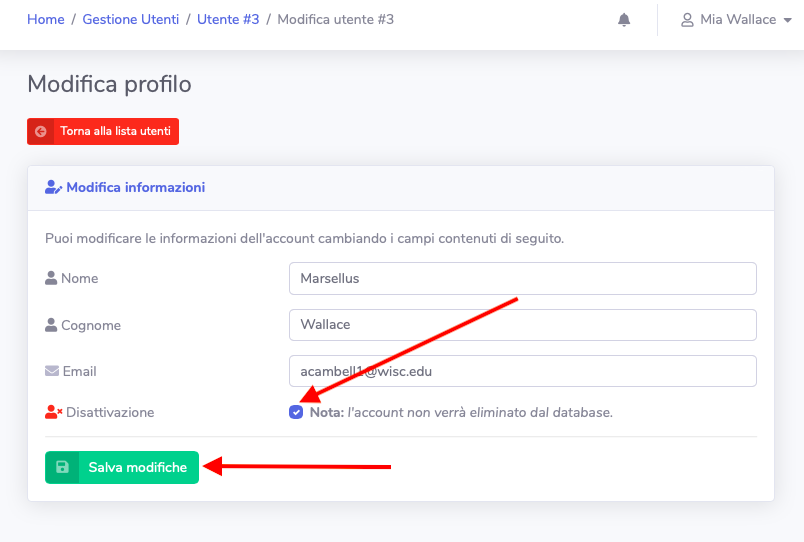 Home / Gestione Utenti / Utente #3 / Modifica utente #3
Mia Wallace
Modifica profilo
Torna alla lista utenti
Modifica informazioni
Puoi modificare le informazioni dell'account cambiando i campi contenuti di seguito.
Nome
Marsellus
Cognome
Wallace
Email
acambell1@wisc.edu
Disattivazione
Nota: l'account non verrà eliminato dal database.
Salva modifiche